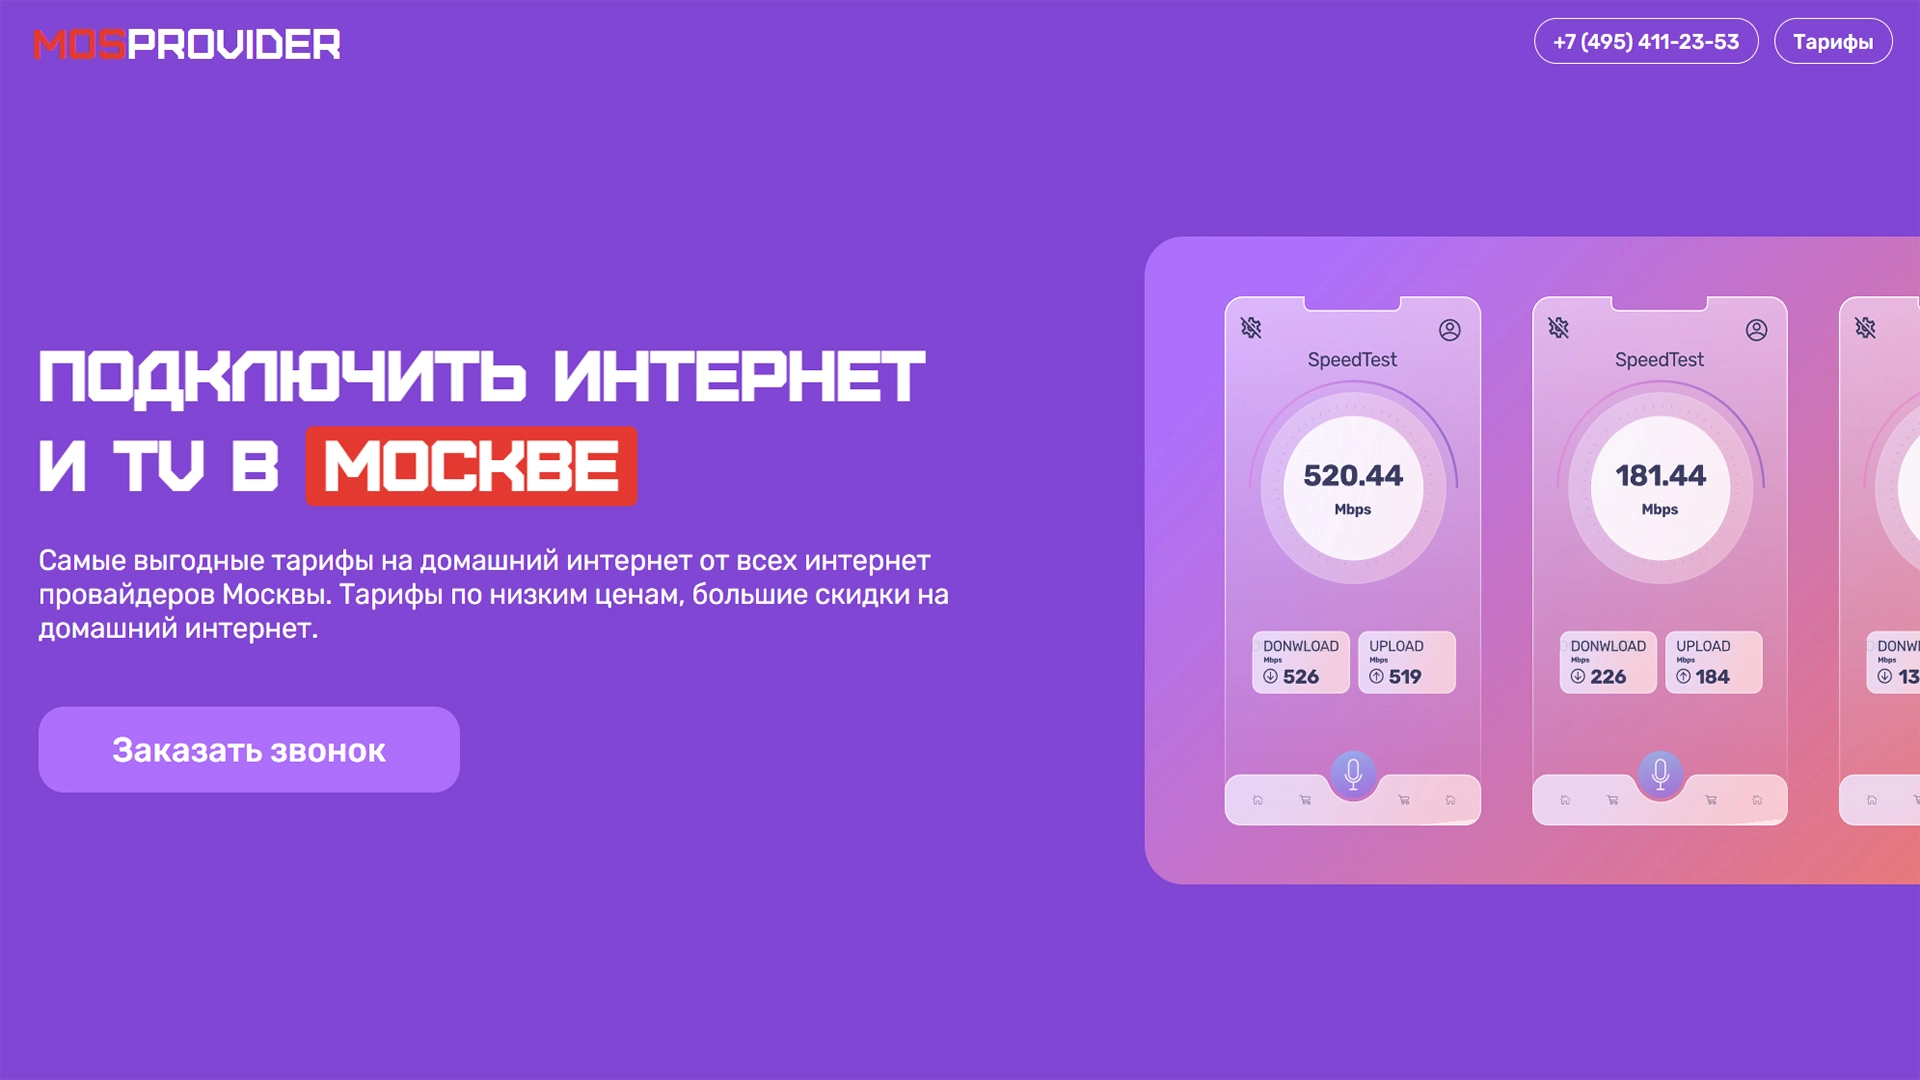 MOSPROVIDER
+7 (495) 411-23-53
Тарифы
ПОДКЛЮЧИТЬ ИНТЕРНЕТ
И TV В МОСКВЕ
Самые выгодные тарифы на домашний интернет от всех интернет
провайдеров Москвы. Тарифы по низким ценам, большие скидки на
домашний интернет.
Заказать звонок
SpeedTest
520.44
Mbps
DONWLOAD
Mbps
526
UPLOAD
Mbps
519
SpeedTest
181.44
Mbps
DONWLOAD
Mbps
226
UPLOAD
Mbps
184
Mbps